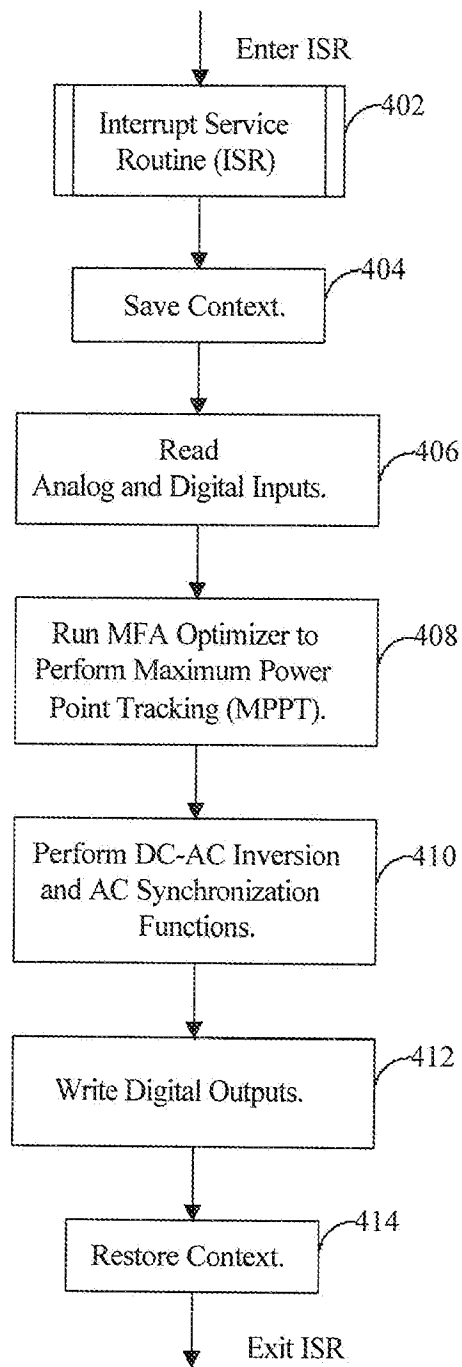 Enter ISR
402
Interrupt Service
Routine (ISR)
404
Save Context.
Read
406
Analog and Digital Inputs.
Run MFA Optimizer to
408
Perform Maximum Power
Point Tracking (MPPT).
Perform DC-AC Inversion
410
and AC Synchronization
Functions.
412
Write Digital Outputs.
414
Restore Context.
Exit ISR